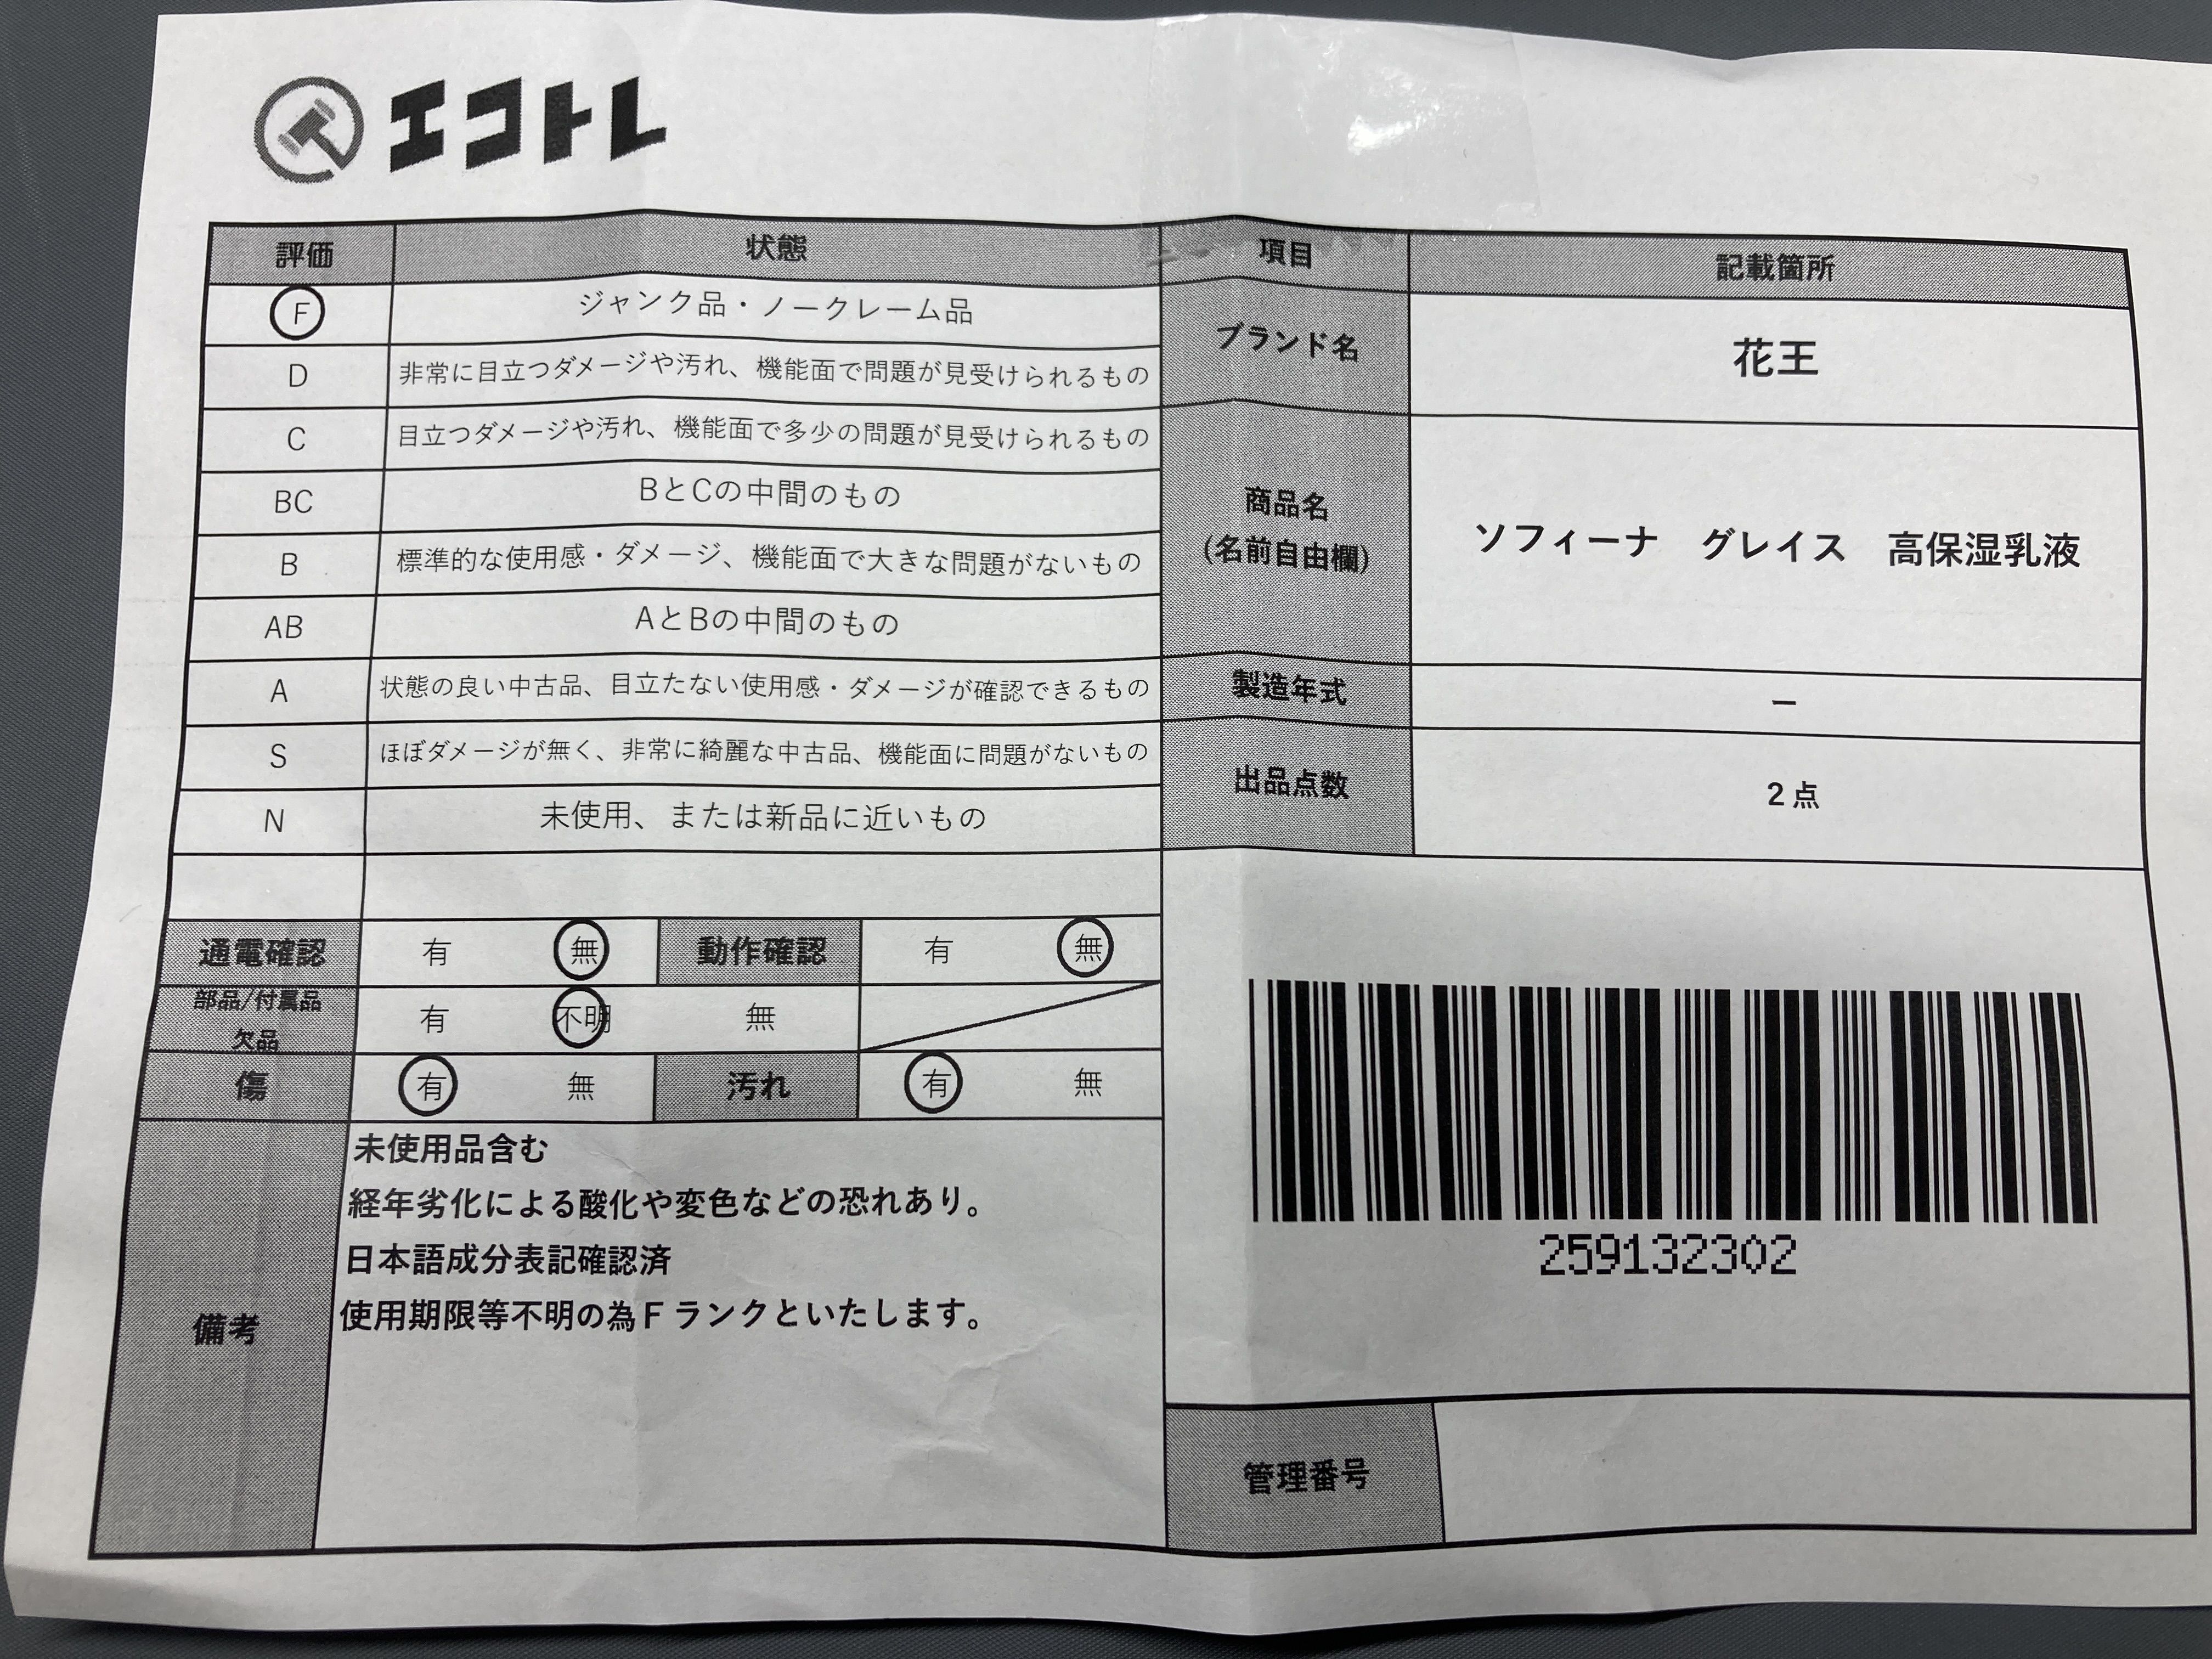 エコトレ
評価 状態
F ジャンク品・ノークレーム品
D 非常に目立つダメージや汚れ、機能面で問題が見受けられるもの
C 目立つダメージや汚れ、機能面で多少の問題が見受けられるもの
BC BとCの中間のもの
B 標準的な使用感・ダメージ、機能面で大きな問題がないもの
AB AとBの中間のもの
A 状態の良い中古品、目立たない使用感・ダメージが確認できるもの
S ほぼダメージが無く、非常に綺麗な中古品、機能面に問題がないもの
N 未使用、または新品に近いもの
通電確認 有 無 動作確認 有 無
部品/付属品
欠品
有 不明 無
傷 有 無 汚れ 有 無
備考
未使用品含む
経年劣化による酸化や変色などの恐れあり。
日本語成分表記確認済
使用期限等不明の為Fランクといたします。
項目 記載箇所
ブランド名 花王
商品名
(名前自由欄)
ソフィーナ グレイス 高保湿乳液
製造年式 ー
出品点数 2点
259132302
管理番号